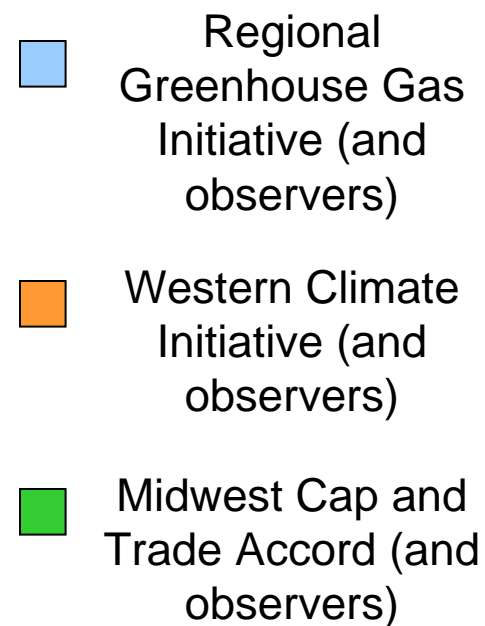 Regional
Greenhouse Gas
Initiative (and
observers)
Western Climate
Initiative (and
observers)
Midwest Cap and
Trade Accord (and
observers)